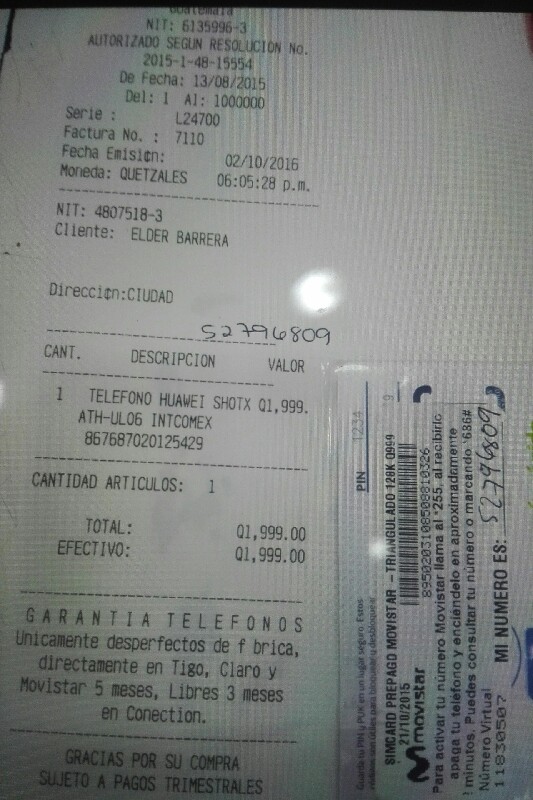 Guatemala
NIT: 6135996-3
AUTORIZADO SEGUN RESOLUCION No.
2015-1-48-15554
De Fecha: 13/08/2015
Del: 1 Al: 1000000
Serie : L24700
Factura No. : 7110
Fecha Emisi¢n: 02/10/2016
Moneda: QUETZALES 06:05:28 p.m.
NIT: 4807518-3
Cliente: ELDER BARRERA
Direcci¢n:CIUDAD
52796809
CANT. DESCRIPCION VALOR
1 TELEFONO HUAWEI SHOTX Q1,999.
ATH-UL06 INTCOMEX
867687020125429
CANTIDAD ARTICULOS: 1
TOTAL: Q1,999.00
EFECTIVO: Q1,999.00
GARANTIA TELEFONOS
Unicamente desperfectos de f brica,
directamente en Tigo, Claro y
Movistar 5 meses, Libres 3 meses
en Conection.
GRACIAS POR SU COMPRA
SUJETO A PAGOS TRIMESTRALES
PIN 1234
Guarda tu PIN y PUK en un lugar seguro. Estos
códigos son útiles para bloquear y desbloquear
SIMCARD PREPAGO MOVISTAR - TRIANGULADO 128K 0999
21/10/2015
8950203108508810326
movistar
Para activar tu número Movistar llama al *255, al recibirlo
apaga tu teléfono y enciéndelo en aproximadamente
minutos. Puedes consultar tu número o marcando *686#
Número Virtual
11830507
MI NUMERO ES: 52796809